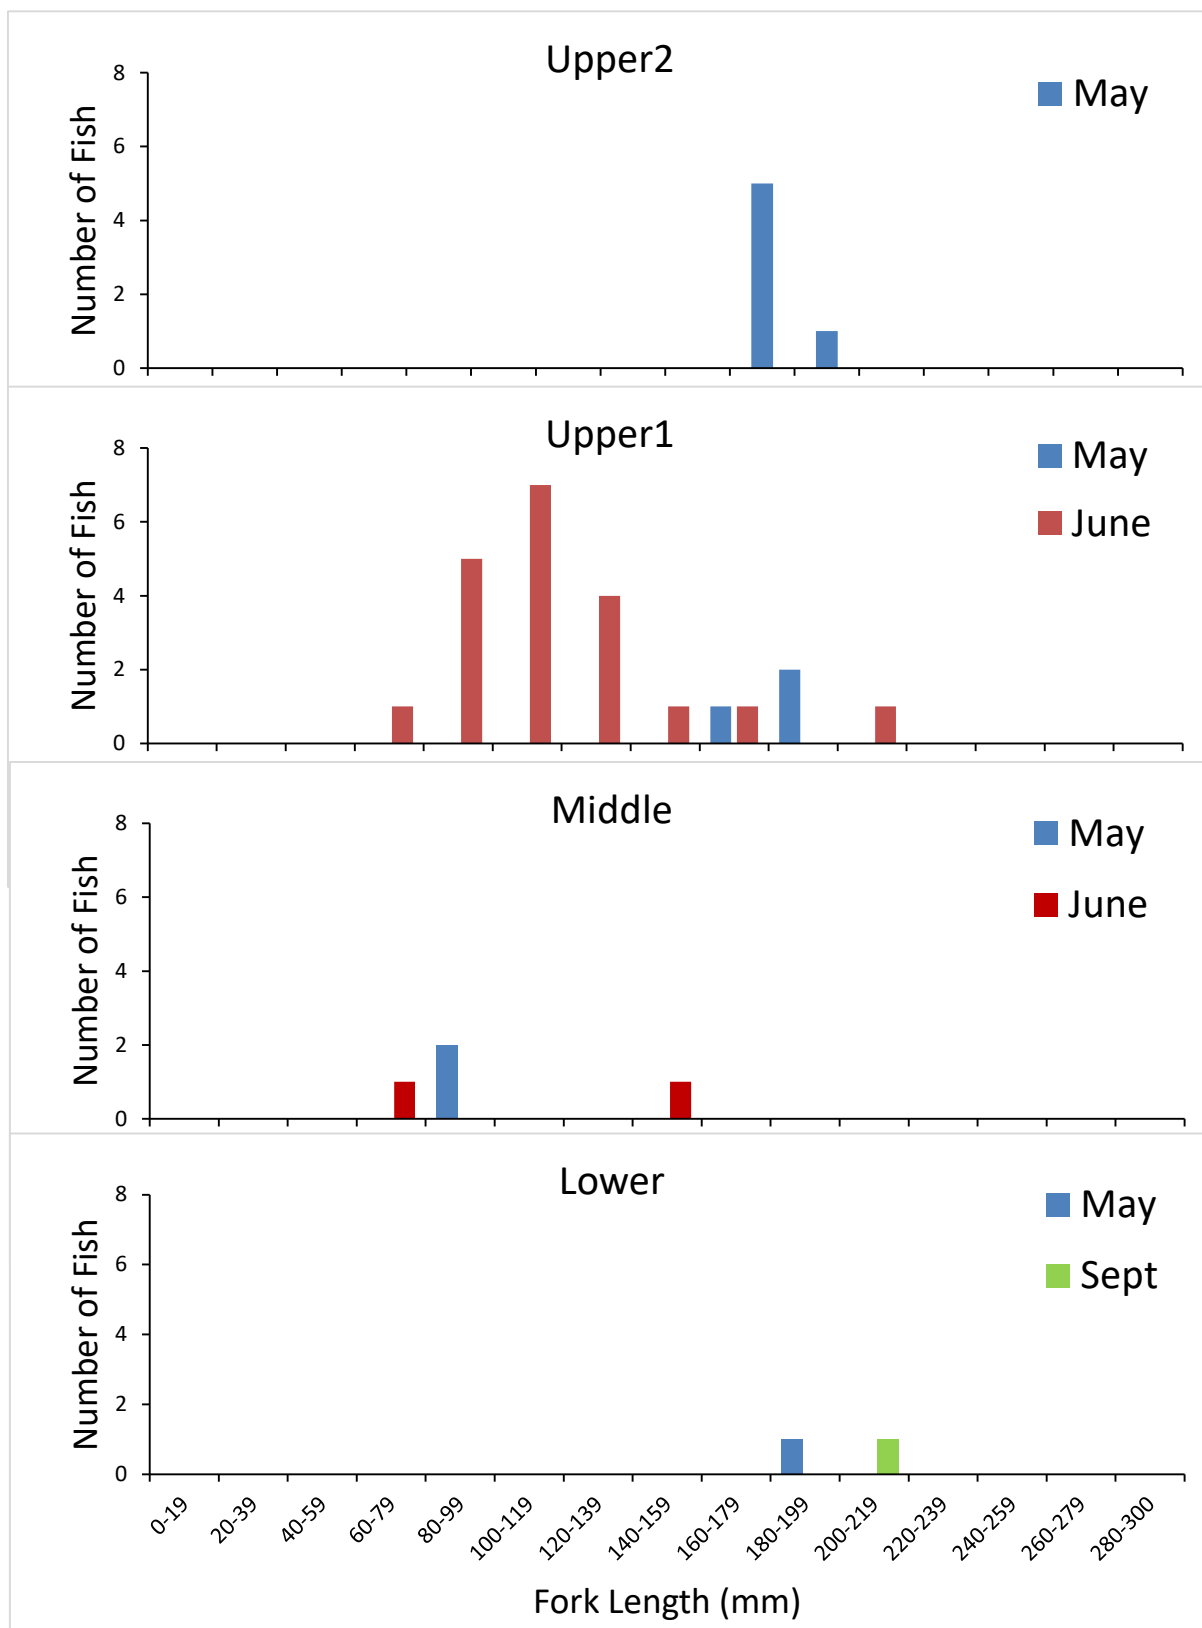 Upper2
May
Number of Fish
8
6
4
2
0
Upper1
May
June
Number of Fish
8
6
4
2
0
Middle
May
June
Number of Fish
8
6
4
2
0
Lower
May
Sept
Number of Fish
8
6
4
2
0
0-19 20-39 40-59 60-79 80-99 100-119 120-139 140-159 160-179 180-199 200-219 220-239 240-259 260-279 280-300
Fork Length (mm)